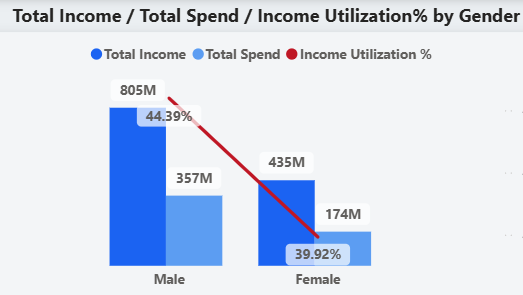 Total Income / Total Spend / Income Utilization% by Gender
Total Income Total Spend Income Utilization %
805M
44.39%
357M
435M
174M
39.92%
Male Female